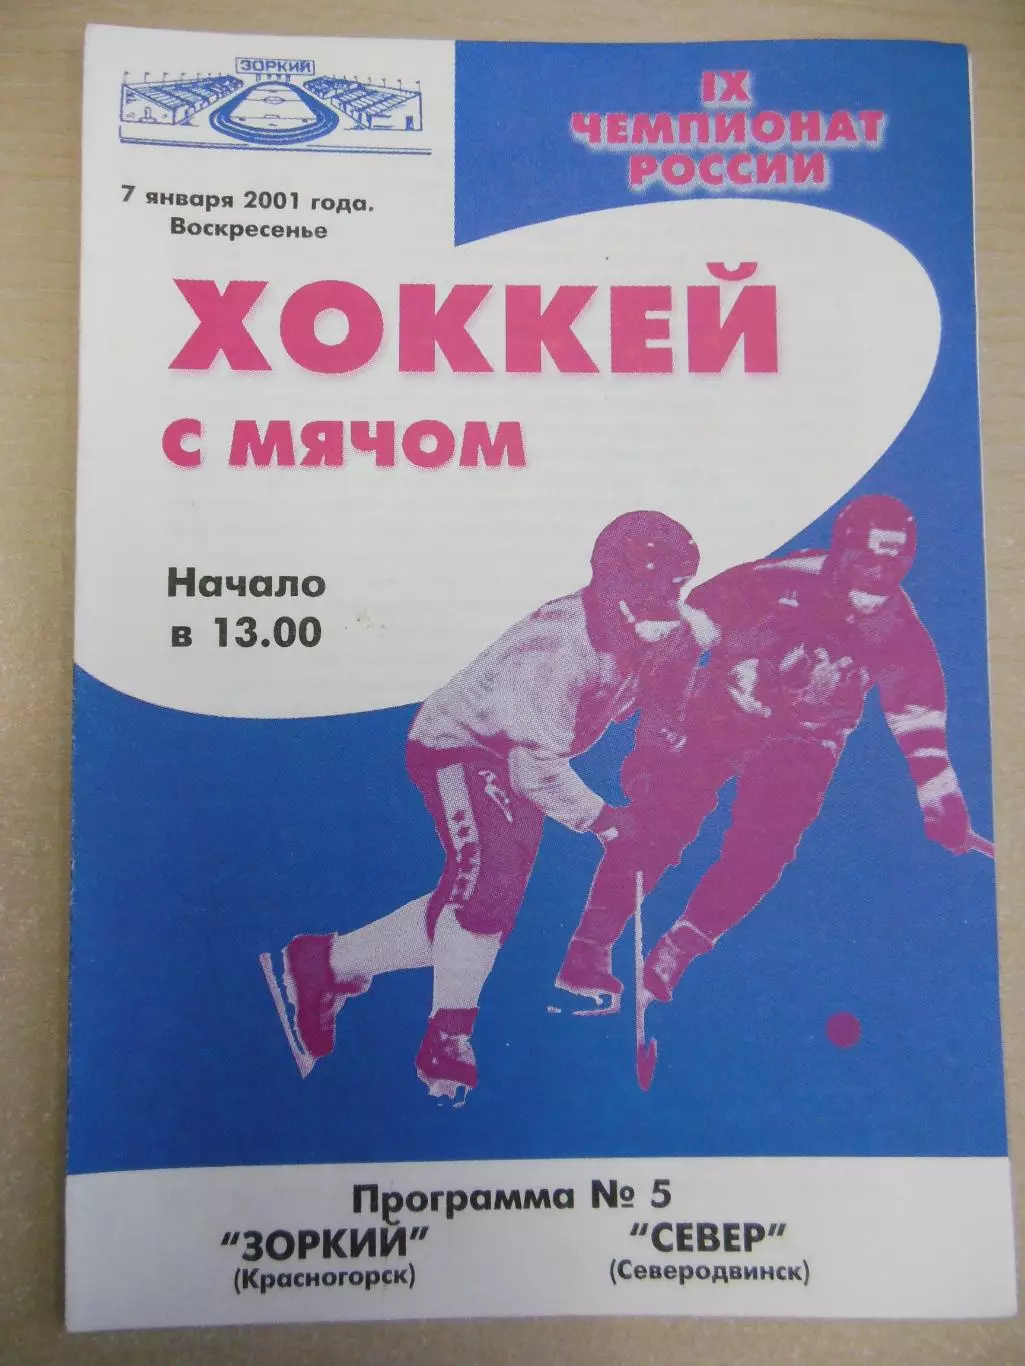 ЗОРКИЙ
IX
ЧЕМПИОНАТ
РОССИИ
7 января 2001 года.
Воскресенье
ХОККЕЙ
С МЯЧОМ
Начало
в 13.00
Программа № 5
"ЗОРКИЙ" "СЕВЕР"
(Красногорск) (Северодвинск)